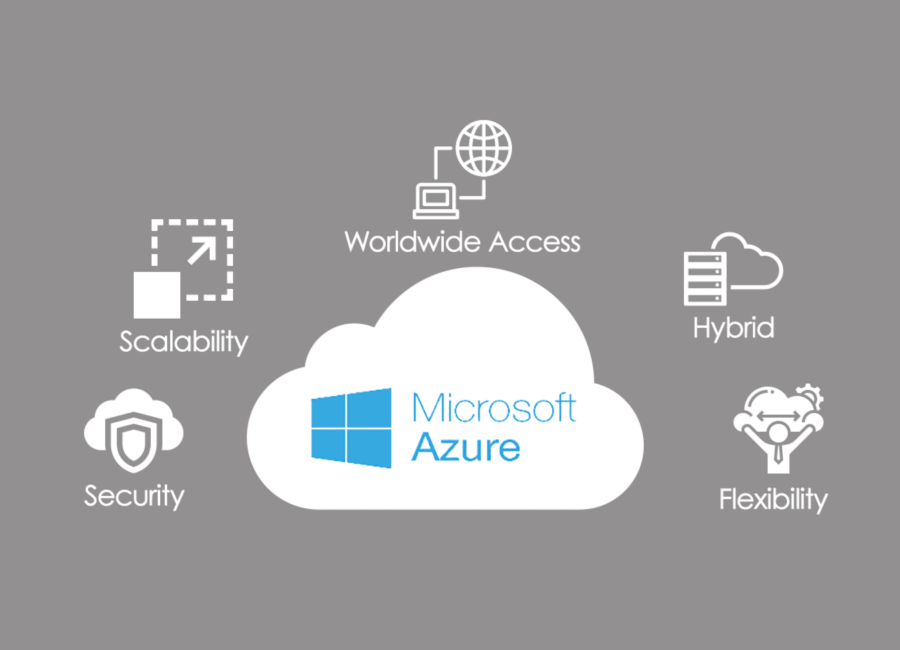 Worldwide Access
Scalability
Hybrid
Microsoft
Azure
Security
Flexibility